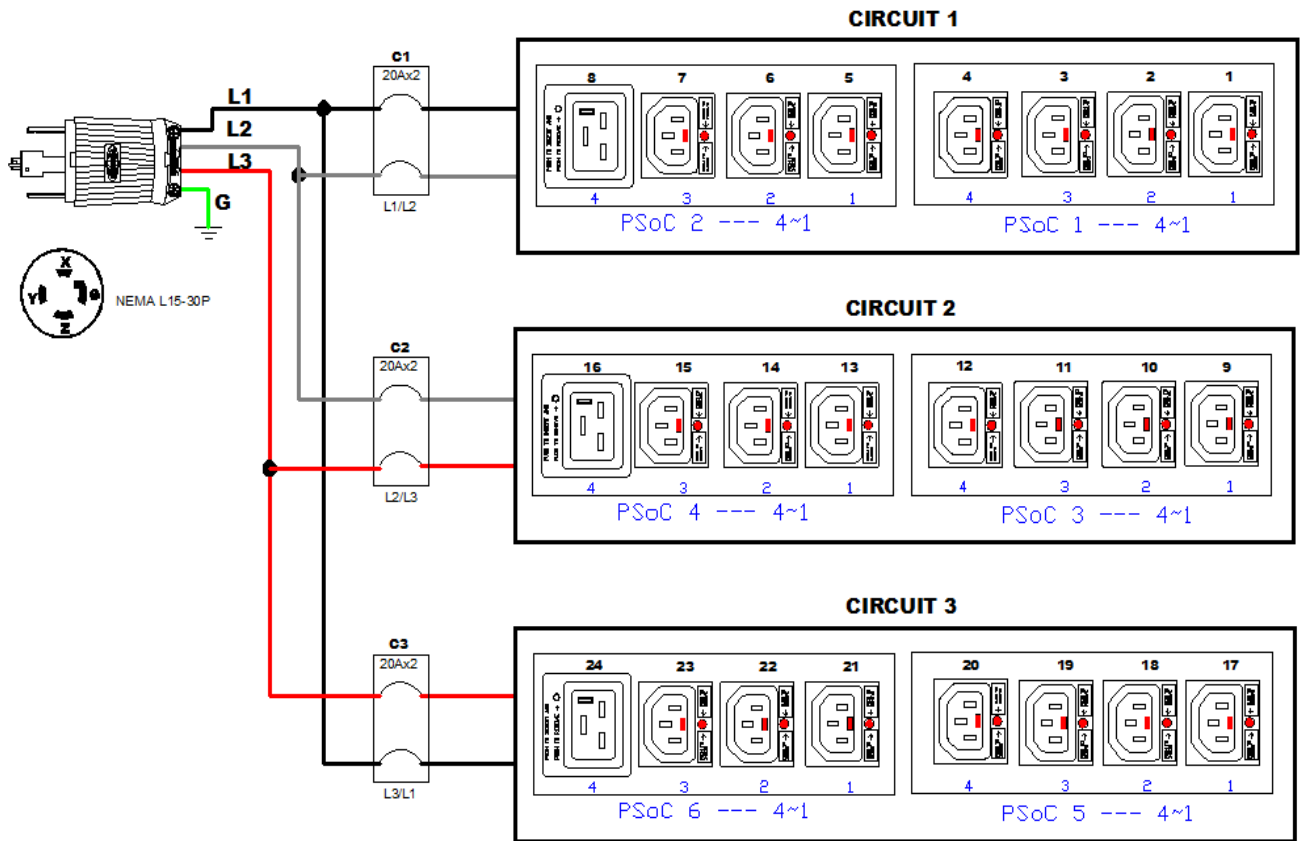 CIRCUIT 1
C1
20Ax2
L1
L2
L3
G
L1/L2
8 7 6 5 4 3 2 1
4 3 2 1 4 3 2 1
PSoC 2 --- 4~1 PSoC 1 --- 4~1
X
Y G
Z
NEMA L15-30P
CIRCUIT 2
C2
20Ax2
L2/L3
16 15 14 13 12 11 10 9
4 3 2 1 4 3 2 1
PSoC 4 --- 4~1 PSoC 3 --- 4~1
CIRCUIT 3
C3
20Ax2
L3/L1
24 23 22 21 20 19 18 17
4 3 2 1 4 3 2 1
PSoC 6 --- 4~1 PSoC 5 --- 4~1